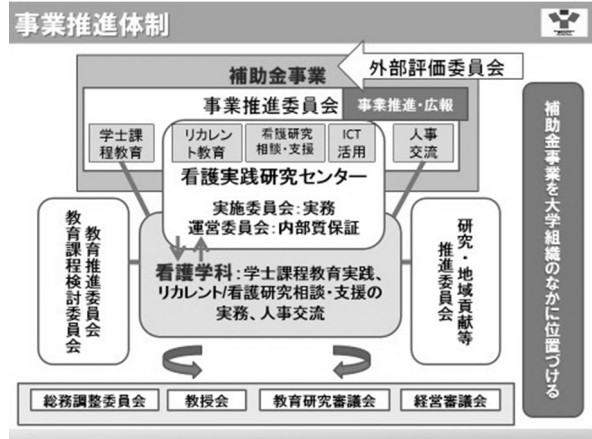 事業推進体制
外部評価委員会
補助金事業
事業推進委員会
事業推進・広報
学士課
程教育
リカレン
ト教育
看護研究
相談・支援
ICT
活用
人事
交流
看護実践研究センター
実施委員会:実務
運営委員会:内部質保証
看護学科:学士課程教育実践、
リカレント/看護研究相談・支援の
実務、人事交流
教育推進委員会
教育課程検討委員会
研究・地域貢献等
推進委員会
補助金事業を大学組織のなかに位置づける
総務調整委員会
教授会
教育研究審議会
経営審議会